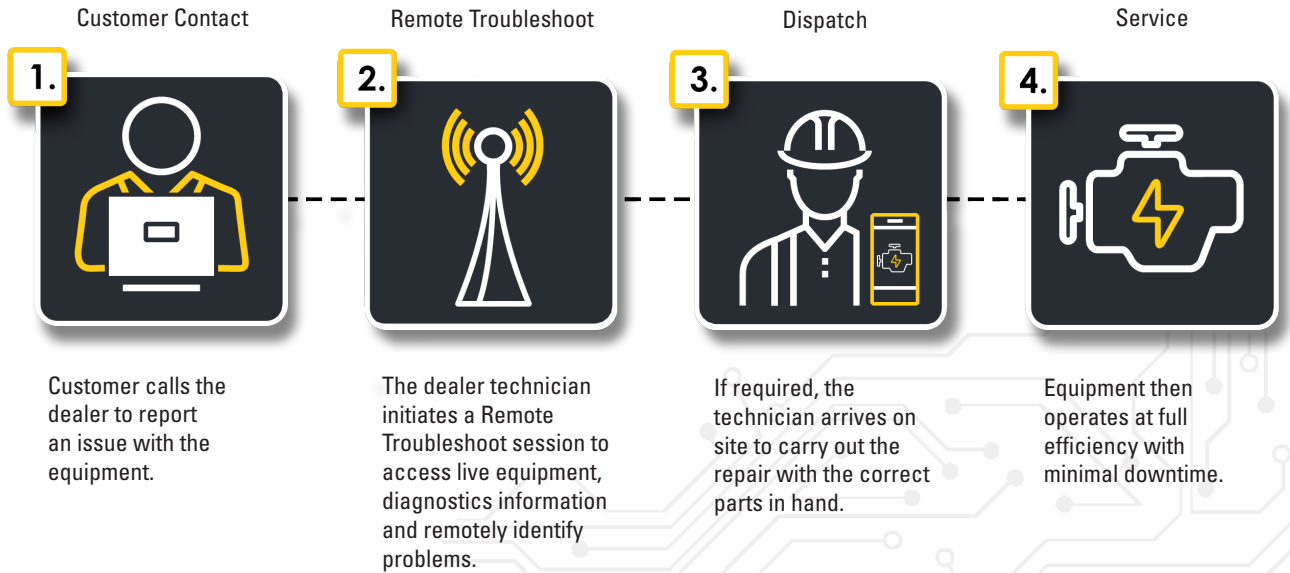 Customer Contact
1.
Customer calls the
dealer to report
an issue with the
equipment.
Remote Troubleshoot
2.
The dealer technician
initiates a Remote
Troubleshoot session to
access live equipment,
diagnostics information
and remotely identify
problems.
Dispatch
3.
If required, the
technician arrives on
site to carry out the
repair with the correct
parts in hand.
Service
4.
Equipment then
operates at full
efficiency with
minimal downtime.